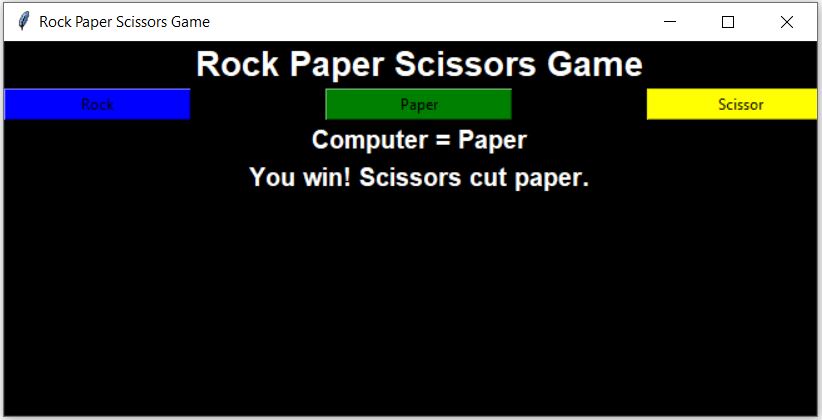 Rock Paper Scissors Game
Rock Paper Scissors Game
Rock Paper Scissor
Computer = Paper
You win! Scissors cut paper.